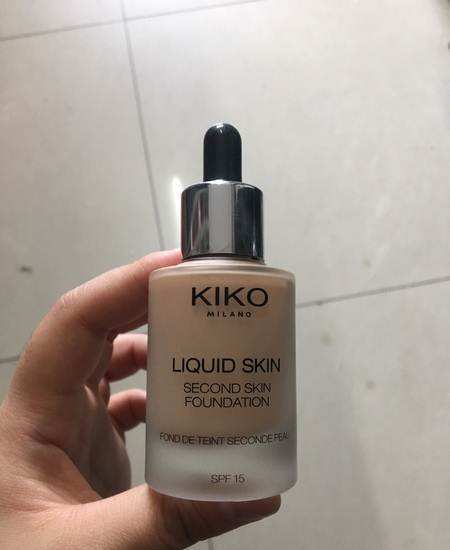 KIKO
MILANO
LIQUID SKIN
SECOND SKIN
FOUNDATION
FOND DE TEINT SECONDE PEAU
SPF 15